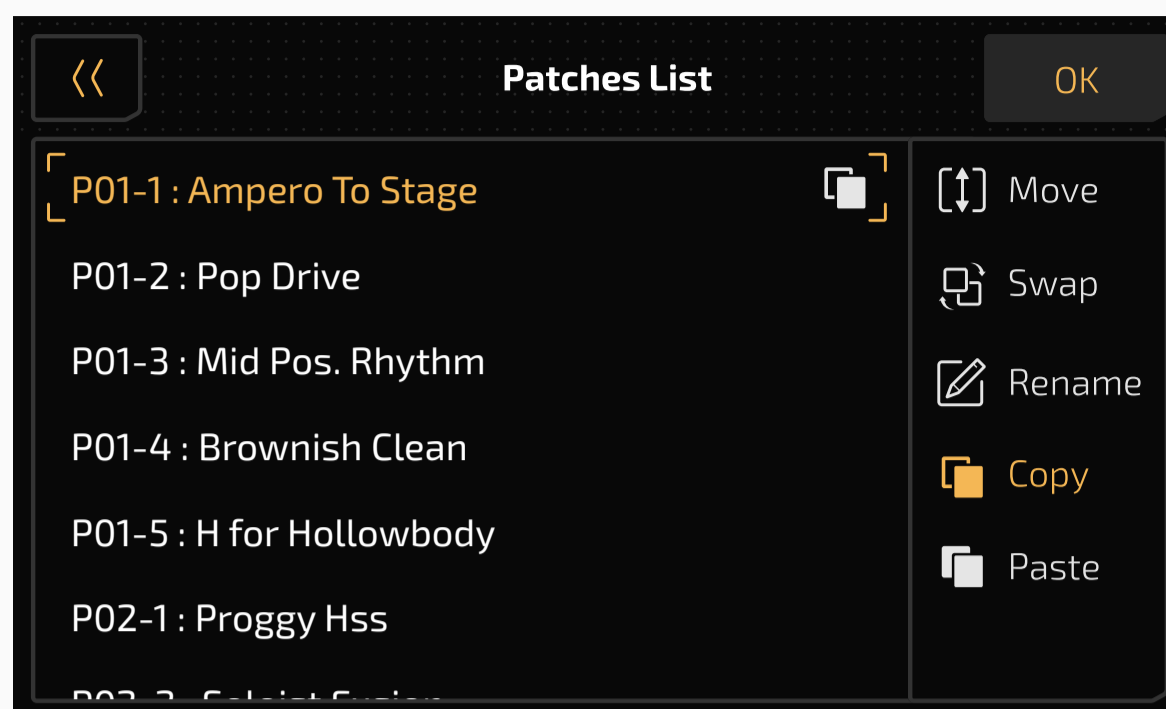 Patches List
OK
P01-1 : Ampero To Stage
P01-2 : Pop Drive
P01-3 : Mid Pos. Rhythm
P01-4 : Brownish Clean
P01-5 : H for Hollowbody
P02-1 : Proggy Hss
Move
Swap
Rename
Copy
Paste